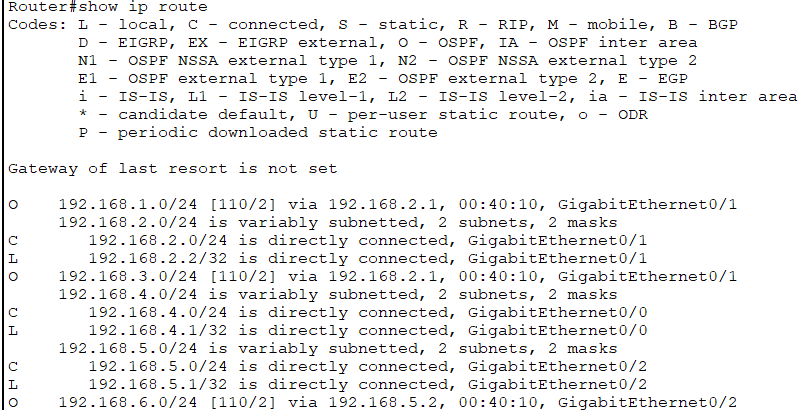 Router#show ip route
Codes: L - local, C - connected, S - static, R - RIP, M - mobile, B - BGP
       D - EIGRP, EX - EIGRP external, O - OSPF, IA - OSPF inter area
       N1 - OSPF NSSA external type 1, N2 - OSPF NSSA external type 2
       E1 - OSPF external type 1, E2 - OSPF external type 2, E - EGP
       i - IS-IS, L1 - IS-IS level-1, L2 - IS-IS level-2, ia - IS-IS inter area
       * - candidate default, U - per-user static route, o - ODR
       P - periodic downloaded static route

Gateway of last resort is not set

O    192.168.1.0/24 [110/2] via 192.168.2.1, 00:40:10, GigabitEthernet0/1
     192.168.2.0/24 is variably subnetted, 2 subnets, 2 masks
C       192.168.2.0/24 is directly connected, GigabitEthernet0/1
L       192.168.2.2/32 is directly connected, GigabitEthernet0/1
O    192.168.3.0/24 [110/2] via 192.168.2.1, 00:40:10, GigabitEthernet0/1
     192.168.4.0/24 is variably subnetted, 2 subnets, 2 masks
C       192.168.4.0/24 is directly connected, GigabitEthernet0/0
L       192.168.4.1/32 is directly connected, GigabitEthernet0/0
     192.168.5.0/24 is variably subnetted, 2 subnets, 2 masks
C       192.168.5.0/24 is directly connected, GigabitEthernet0/2
L       192.168.5.1/32 is directly connected, GigabitEthernet0/2
O    192.168.6.0/24 [110/2] via 192.168.5.2, 00:40:10, GigabitEthernet0/2